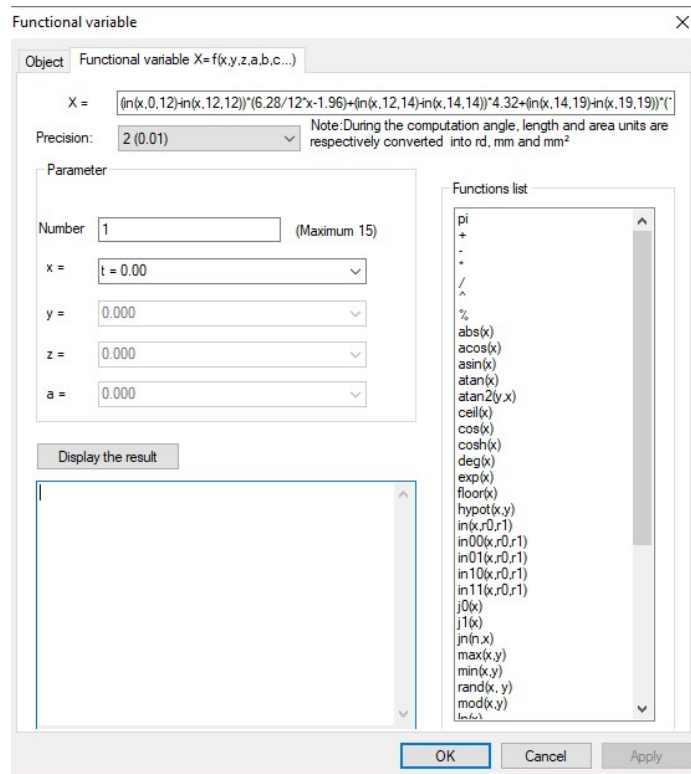 Functional variable
Object
Functional variable X=f(x,y,z,a,b,c...)
X =
(in(x,0,12)-in(x,12,12))*(6.28/12*x-1.96)+(in(x,12,14)-in(x,14,14))*4.32+(in(x,14,19)-in(x,19,19))*(
Precision:
2 (0.01)
Note:During the computation angle, length and area units are
respectively converted into rd, mm and mm²
Parameter
Number
1
(Maximum 15)
x =
t = 0.00
y =
0.000
z =
0.000
a =
0.000
Display the result
Functions list
pi
+
-
*
/
^
%
abs(x)
acos(x)
asin(x)
atan(x)
atan2(y,x)
ceil(x)
cos(x)
cosh(x)
deg(x)
exp(x)
floor(x)
hypot(x,y)
in(x,r0,r1)
in00(x,r0,r1)
in01(x,r0,r1)
in10(x,r0,r1)
in11(x,r0,r1)
j0(x)
j1(x)
jn(n,x)
max(x,y)
min(x,y)
rand(x, y)
mod(x,y)
OK
Cancel
Apply